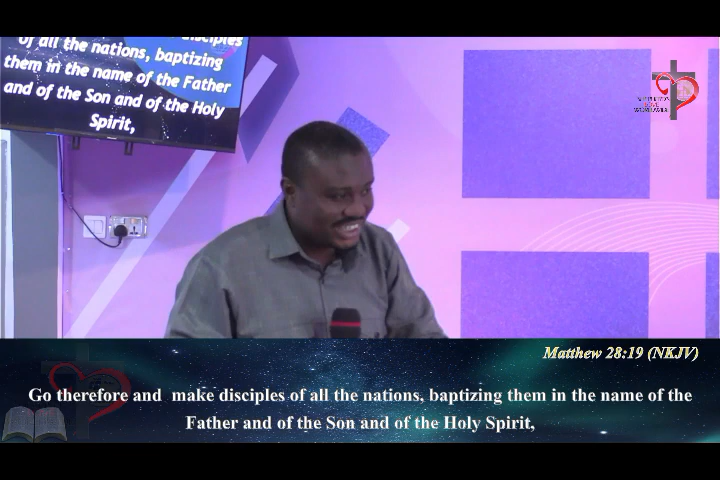 disciples
of all the nations, baptizing
them in the name of the Father
and of the Son and of the Holy
Spirit,
LOVE
Matthew 28:19 (NKJV)
Go therefore and make disciples of all the nations, baptizing them in the name of the
Father and of the Son and of the Holy Spirit,